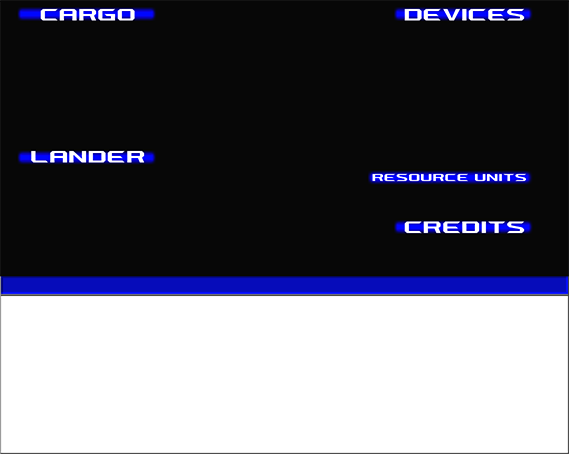 CARGO
DEVICES
LANDER
RESOURCE UNITS
CREDITS